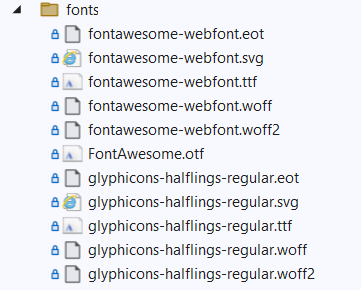 fonts
fontawesome-webfont.eot
fontawesome-webfont.svg
fontawesome-webfont.ttf
fontawesome-webfont.woff
fontawesome-webfont.woff2
FontAwesome.otf
glyphicons-halflings-regular.eot
glyphicons-halflings-regular.svg
glyphicons-halflings-regular.ttf
glyphicons-halflings-regular.woff
glyphicons-halflings-regular.woff2